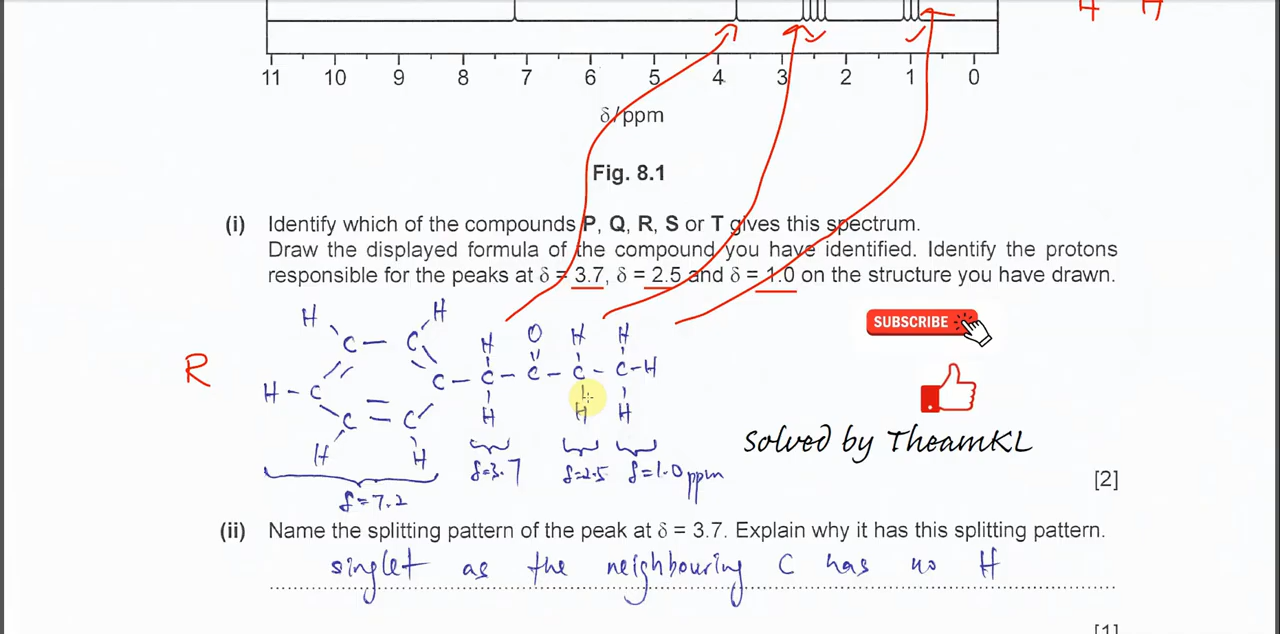 H H
11 10 9 8 7 6 5 4 3 2 1 0
δ/ppm
Fig. 8.1
(i) Identify which of the compounds P, Q, R, S or T gives this spectrum.
Draw the displayed formula of the compound you have identified. Identify the protons
responsible for the peaks at δ = 3.7, δ = 2.5 and δ = 1.0 on the structure you have drawn.
H H
H O H H
SUBSCRIBE
C C
R
C C C C C H
H C
C C
H H H
H H
Solved by TheamKL
δ=3.7 δ=2.5 δ=1.0 ppm
[2]
δ=7.2
(ii) Name the splitting pattern of the peak at δ = 3.7. Explain why it has this splitting pattern.
singlet as the neighbouring C has no H
[1]